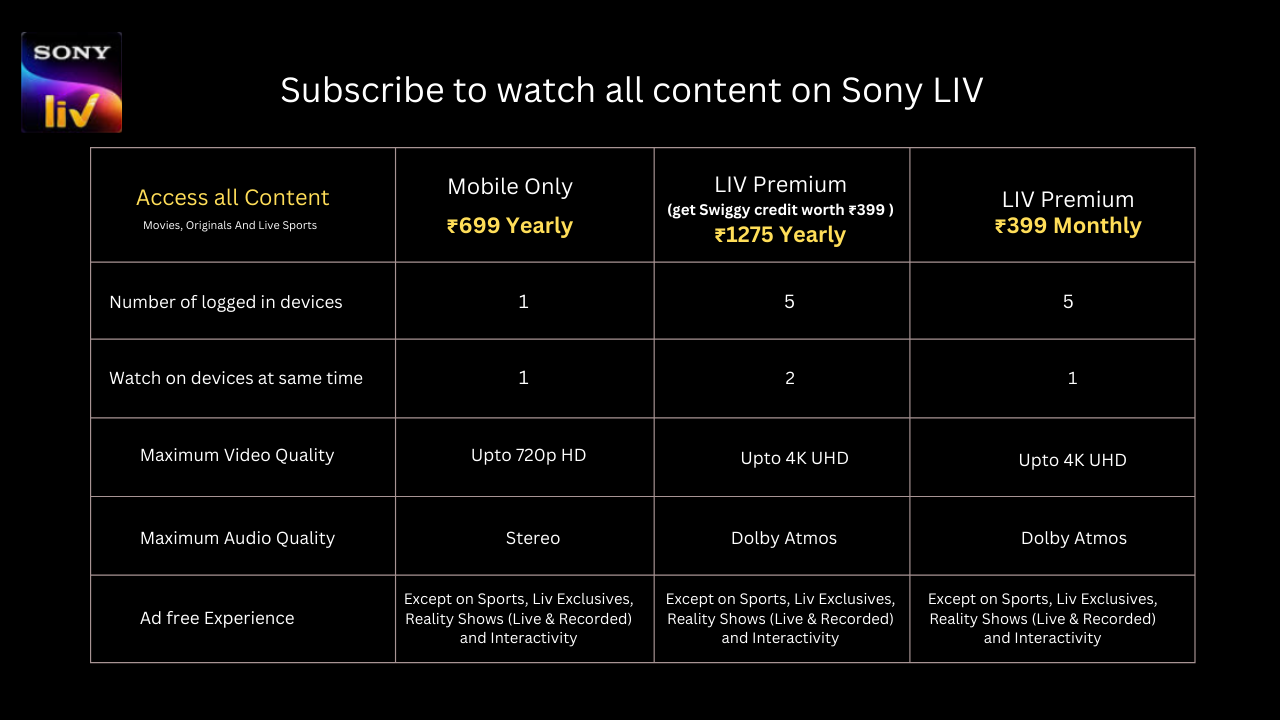 SONY
liv
Subscribe to watch all content on Sony LIV
Access all Content
Movies, Originals And Live Sports
Mobile Only
₹699 Yearly
LIV Premium
(get Swiggy credit worth ₹399 )
₹1275 Yearly
LIV Premium
₹399 Monthly
Number of logged in devices
1
5
5
Watch on devices at same time
1
2
1
Maximum Video Quality
Upto 720p HD
Upto 4K UHD
Upto 4K UHD
Maximum Audio Quality
Stereo
Dolby Atmos
Dolby Atmos
Ad free Experience
Except on Sports, Liv Exclusives,
Reality Shows (Live & Recorded)
and Interactivity
Except on Sports, Liv Exclusives,
Reality Shows (Live & Recorded)
and Interactivity
Except on Sports, Liv Exclusives,
Reality Shows (Live & Recorded)
and Interactivity